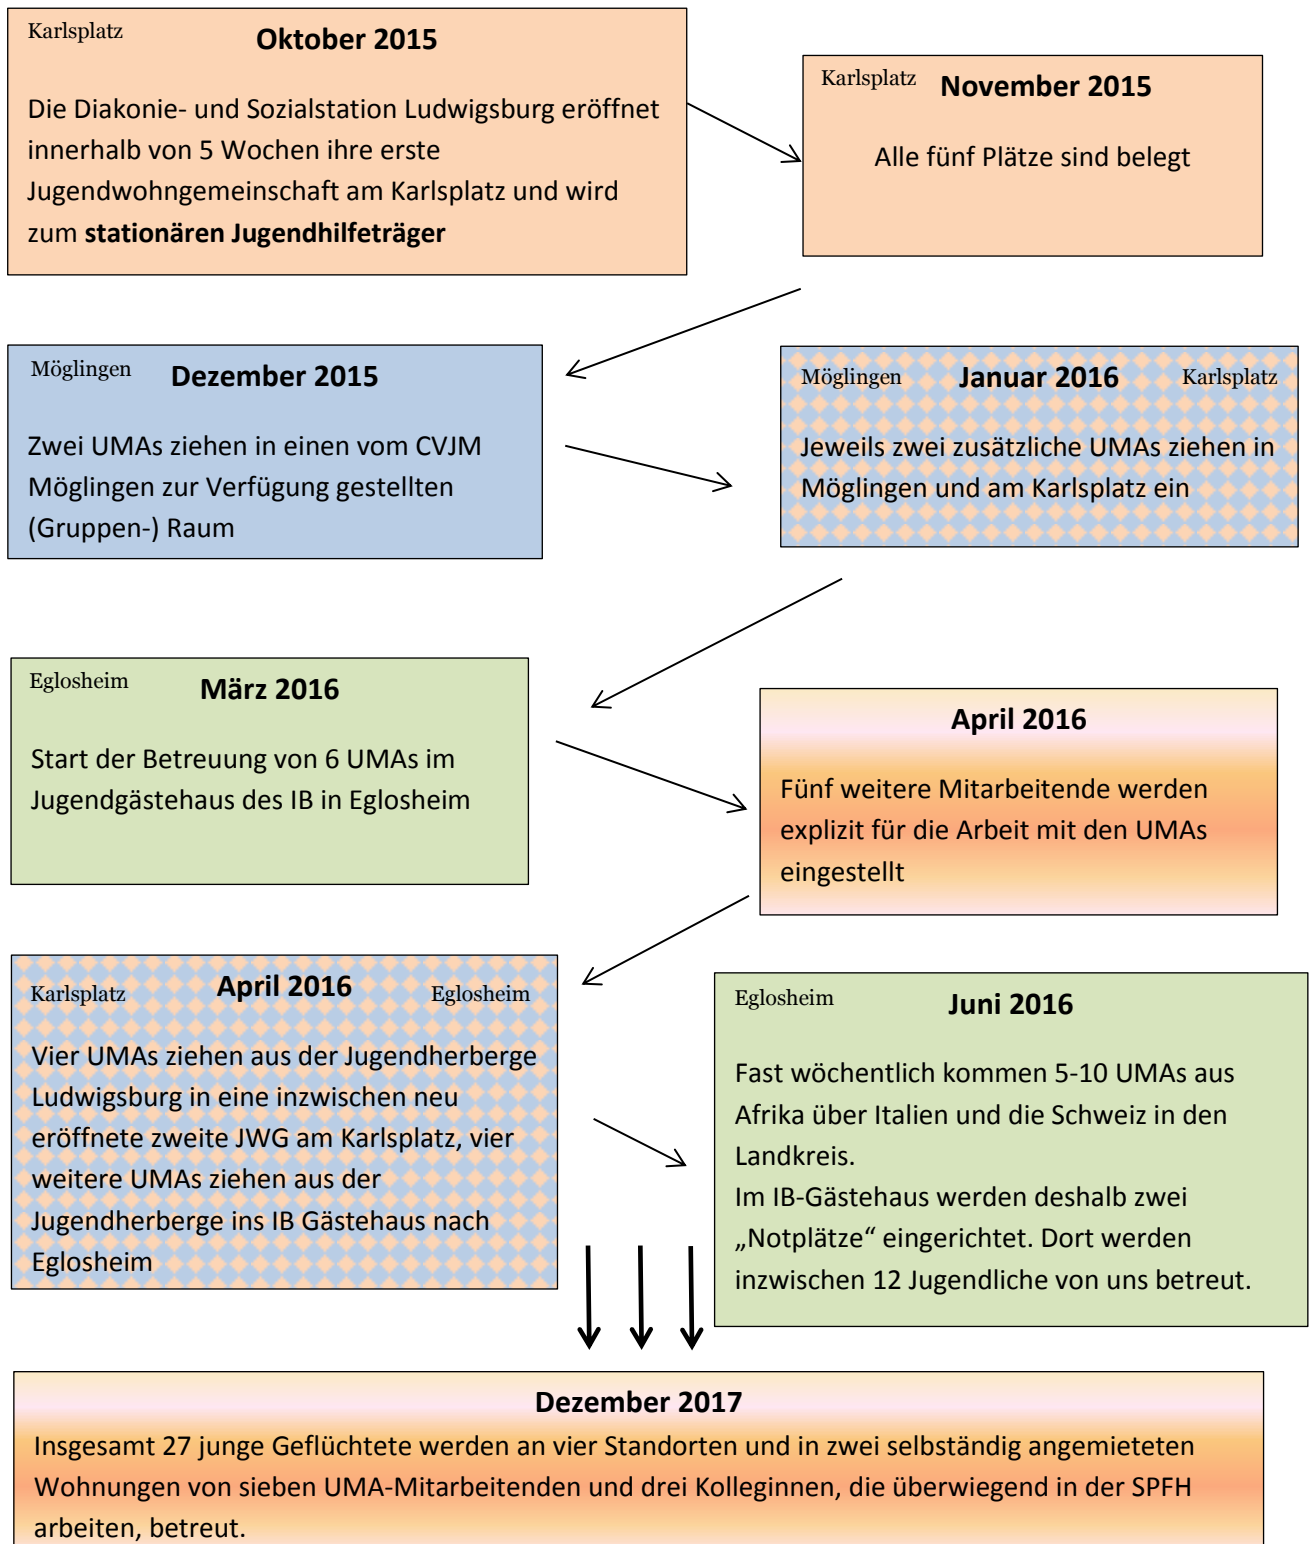 Karlsplatz
Oktober 2015
Die Diakonie- und Sozialstation Ludwigsburg eröffnet
innerhalb von 5 Wochen ihre erste
Jugendwohngemeinschaft am Karlsplatz und wird
zum stationären Jugendhilfeträger
Karlsplatz
November 2015
Alle fünf Plätze sind belegt
Möglingen
Dezember 2015
Zwei UMAs ziehen in einen vom CVJM
Möglingen zur Verfügung gestellten
(Gruppen-) Raum
Möglingen
Januar 2016
Karlsplatz
Jeweils zwei zusätzliche UMAs ziehen in
Möglingen und am Karlsplatz ein
Eglosheim
März 2016
Start der Betreuung von 6 UMAs im
Jugendgästehaus des IB in Eglosheim
April 2016
Fünf weitere Mitarbeitende werden
explizit für die Arbeit mit den UMAs
eingestellt
Karlsplatz
April 2016
Eglosheim
Vier UMAs ziehen aus der Jugendherberge
Ludwigsburg in eine inzwischen neu
eröffnete zweite JWG am Karlsplatz, vier
weitere UMAs ziehen aus der
Jugendherberge ins IB Gästehaus nach
Eglosheim
Eglosheim
Juni 2016
Fast wöchentlich kommen 5-10 UMAs aus
Afrika über Italien und die Schweiz in den
Landkreis.
Im IB-Gästehaus werden deshalb zwei
„Notplätze“ eingerichtet. Dort werden
inzwischen 12 Jugendliche von uns betreut.
Dezember 2017
Insgesamt 27 junge Geflüchtete werden an vier Standorten und in zwei selbständig angemieteten
Wohnungen von sieben UMA-Mitarbeitenden und drei Kolleginnen, die überwiegend in der SPFH
arbeiten, betreut.